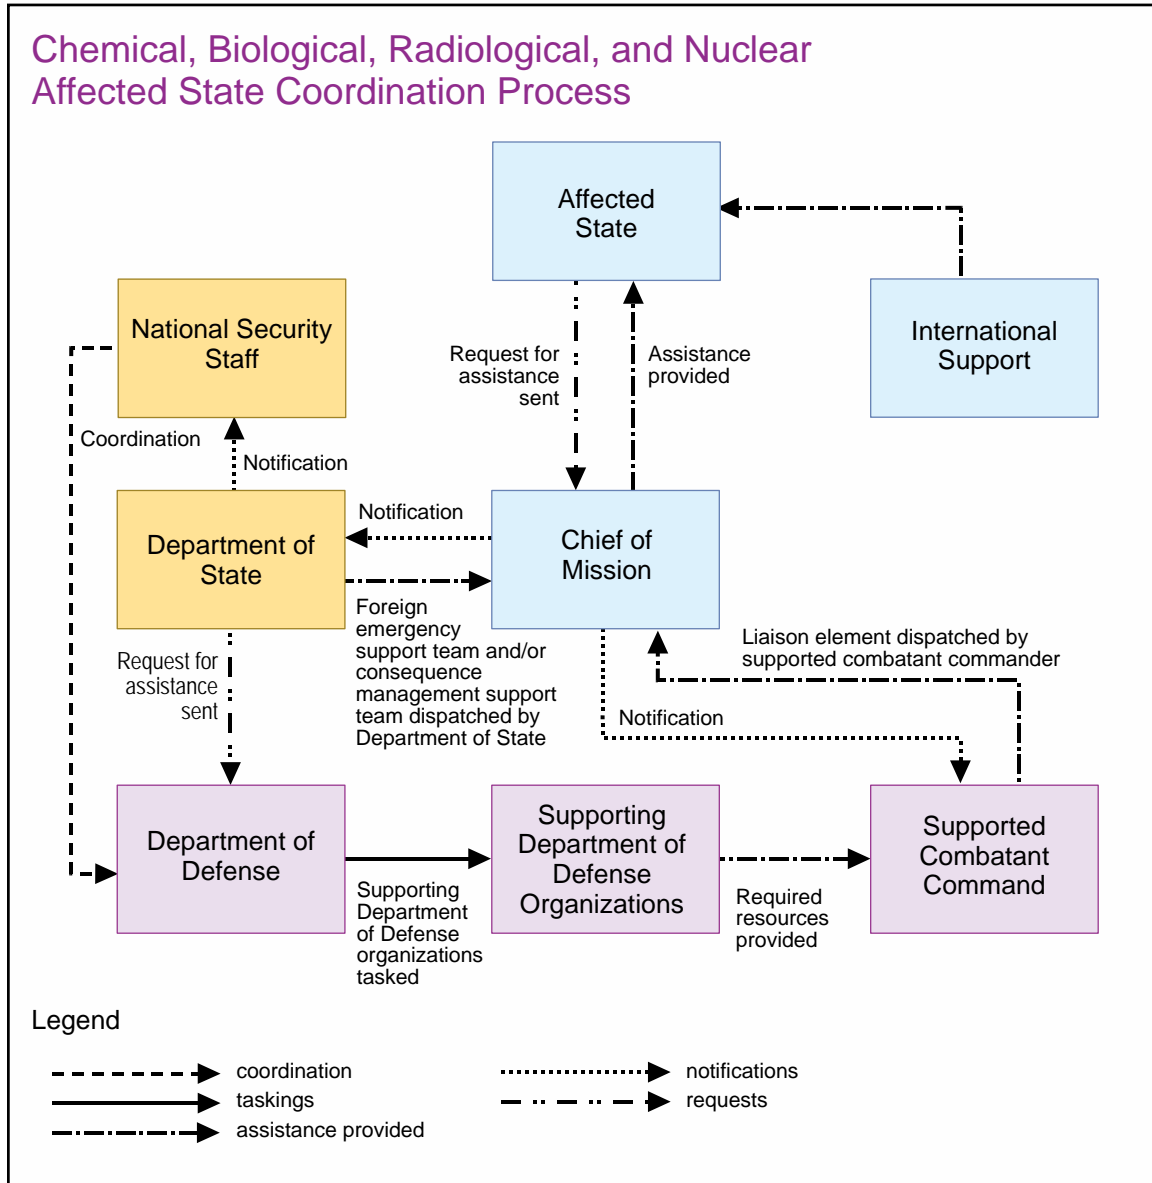 Chemical, Biological, Radiological, and Nuclear
Affected State Coordination Process
Affected
State
National Security
Staff
International
Support
Request for
assistance
sent
Assistance
provided
Coordination
Notification
Department of
State
Notification
Chief of
Mission
Foreign
emergency
support team and/or
consequence
management support
team dispatched by
Department of State
Request for
assistance
sent
Liaison element dispatched by
supported combatant commander
Notification
Department of
Defense
Supporting
Department of
Defense
Organizations
Supported
Combatant
Command
Supporting
Department
of Defense
organizations
tasked
Required
resources
provided
Legend
coordination
taskings
assistance provided
notifications
requests